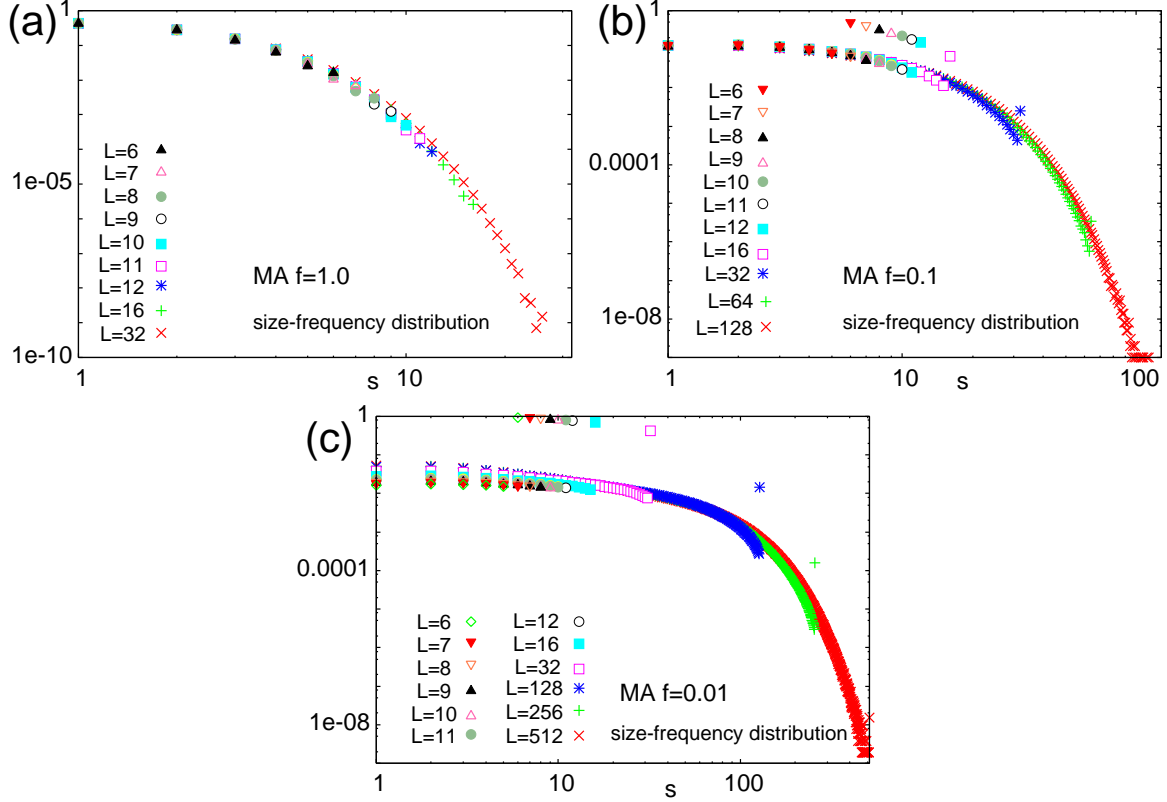 (a)
1
1e-05
1e-10
L=6
L=7
L=8
L=9
L=10
L=11
L=12
L=16
L=32
MA f=1.0
size-frequency distribution
1
10
s
(b)
1
0.0001
1e-08
L=6
L=7
L=8
L=9
L=10
L=11
L=12
L=16
L=32
L=64
L=128
MA f=0.1
size-frequency distribution
1
10
s
100
(c)
1
0.0001
1e-08
L=6
L=7
L=8
L=9
L=10
L=11
L=12
L=16
L=32
L=128
L=256
L=512
MA f=0.01
size-frequency distribution
1
10
s
100